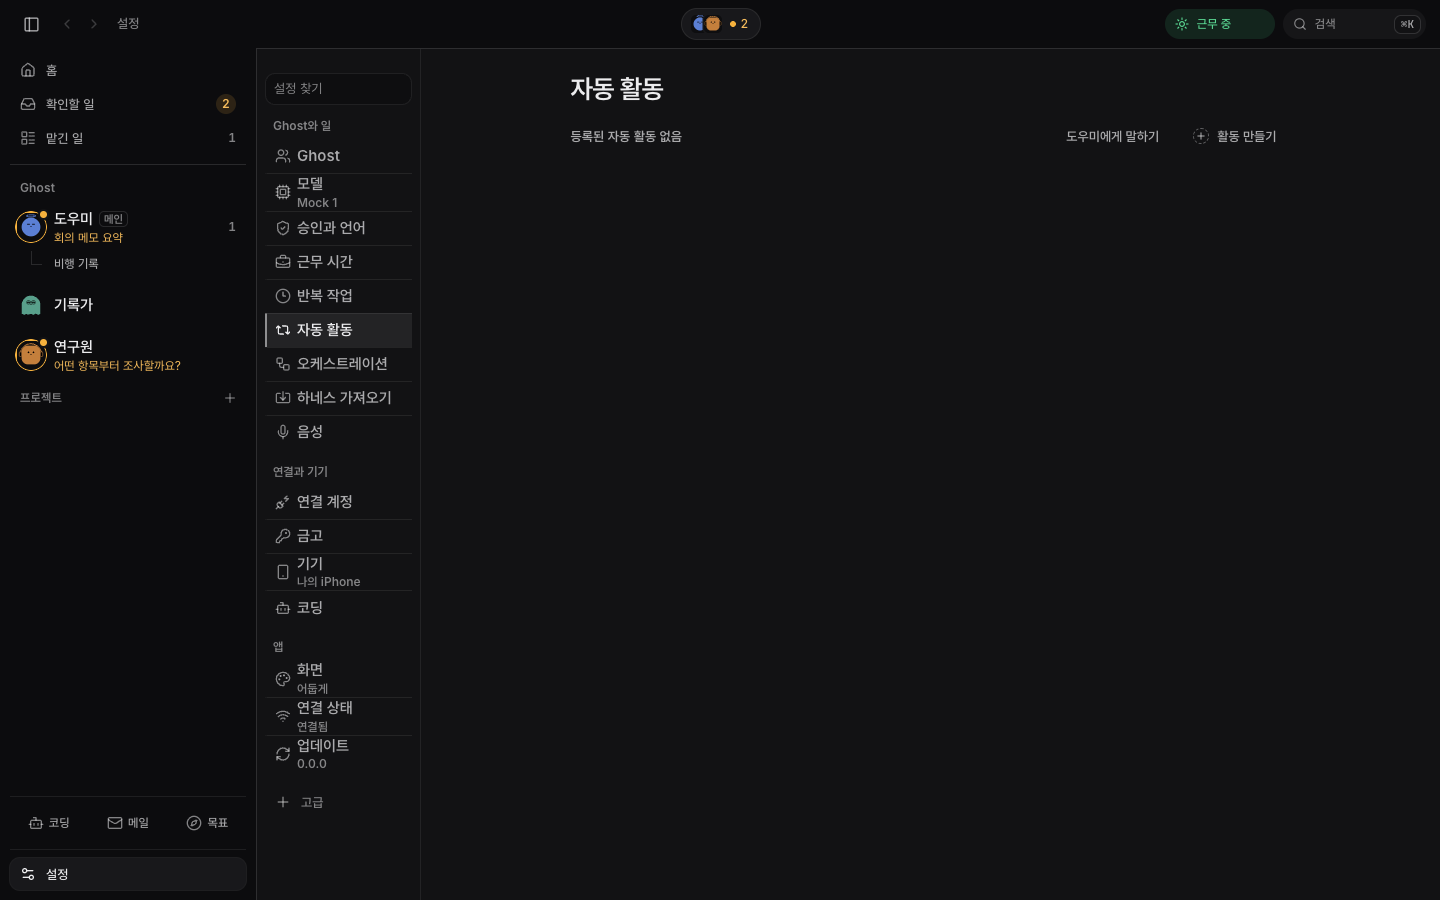 설정
2
근무 중
검색
⌘K
홈
확인할 일
2
맡긴 일
1
Ghost
도우미
메인
회의 메모 요약
1
비행 기록
기록가
연구원
어떤 항목부터 조사할까요?
프로젝트
코딩
메일
목표
설정
설정 찾기
Ghost와 일
Ghost
모델
Mock 1
승인과 언어
근무 시간
반복 작업
자동 활동
오케스트레이션
하네스 가져오기
음성
연결과 기기
연결 계정
금고
기기
나의 iPhone
코딩
앱
화면
어둡게
연결 상태
연결됨
업데이트
0.0.0
고급
자동 활동
등록된 자동 활동 없음
도우미에게 말하기
활동 만들기